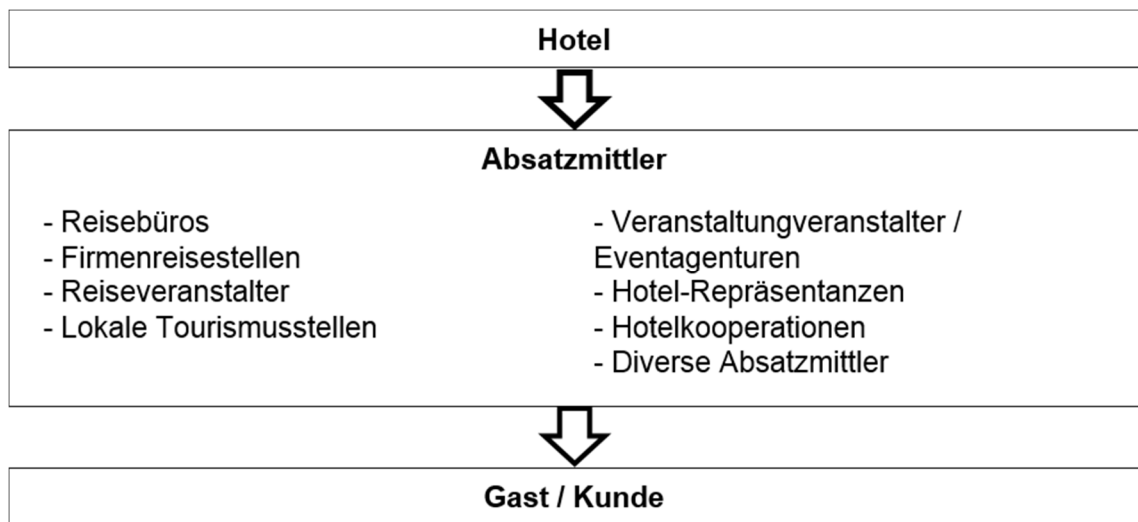 Hotel
Absatzmittler
- Reisebüros
- Firmenreisestellen
- Reiseveranstalter
- Lokale Tourismusstellen
- Veranstaltungveranstalter /
Eventagenturen
- Hotel-Repräsentanzen
- Hotelkooperationen
- Diverse Absatzmittler
Gast / Kunde